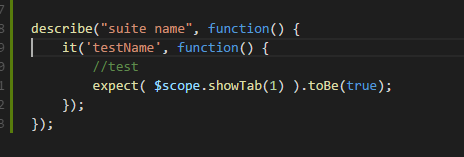 describe("suite name", function() {
it('testName', function() {
//test
expect( $scope.showTab(1) ).toBe(true);
});
});